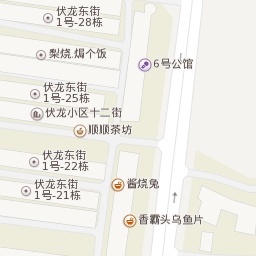 伏龙东街
1号-28栋
梨烧.焗个饭
6号公馆
伏龙东街
1号-25栋
伏龙小区十二街
顺顺茶坊
伏龙东街
1号-22栋
伏龙东街
1号-21栋
酱烧兔
香霸头乌鱼片